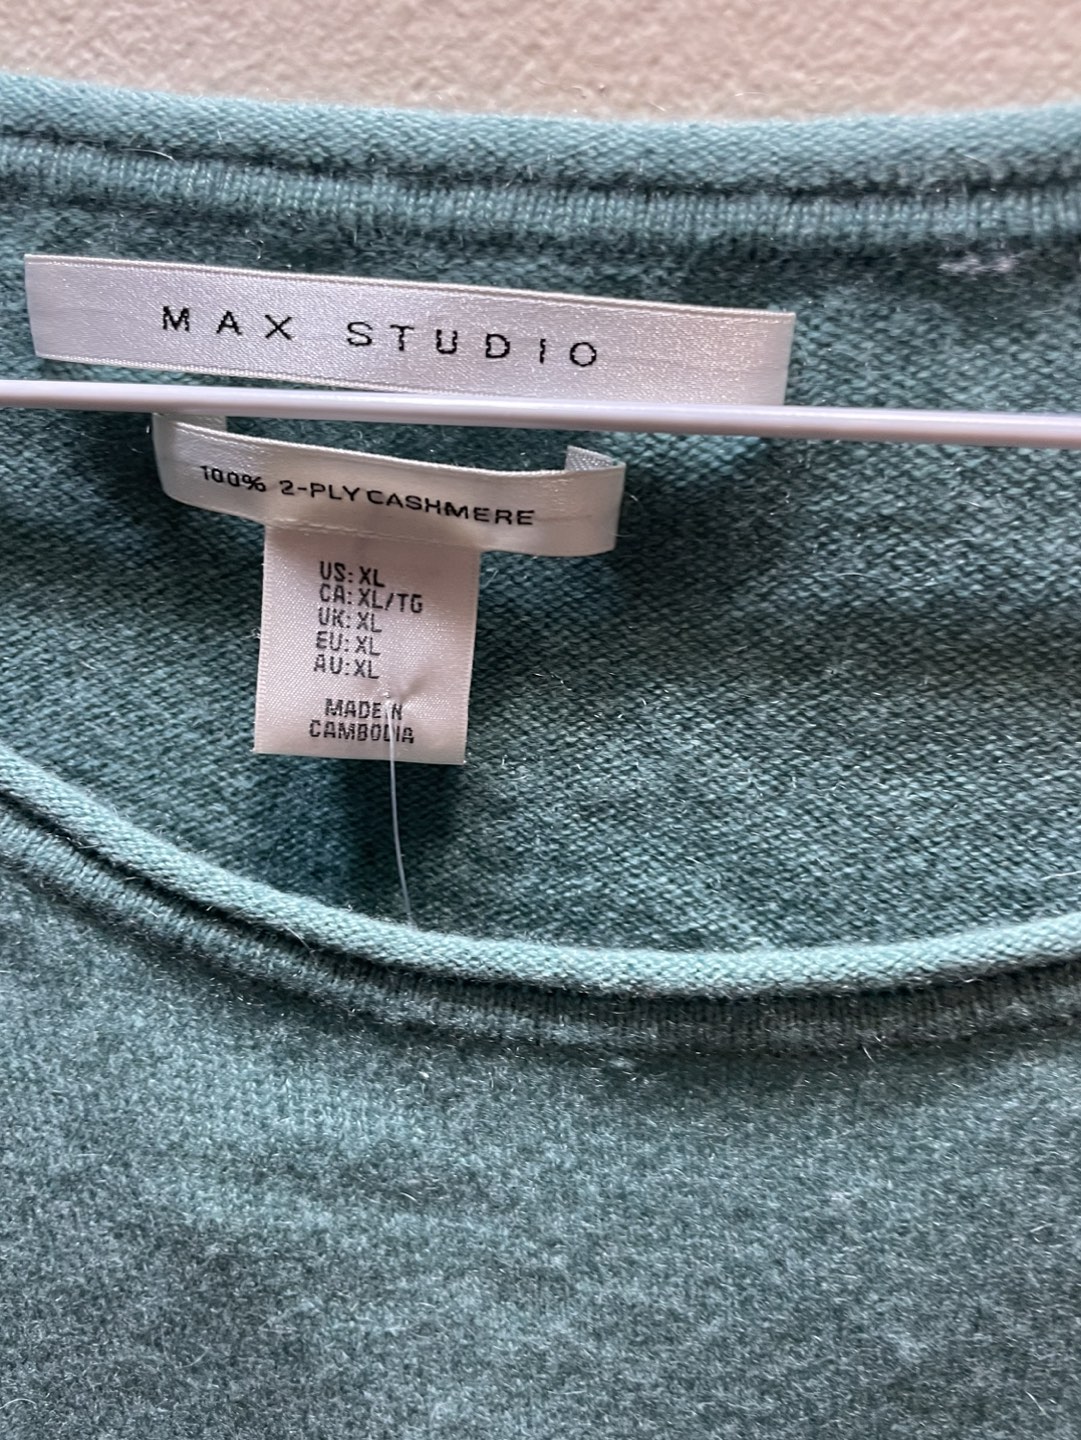 MAX STUDIO
100% 2-PLY CASHMERE
US: XL
CA: XL/TG
UK: XL
EU: XL
AU: XL
MADE IN
CAMBODIA